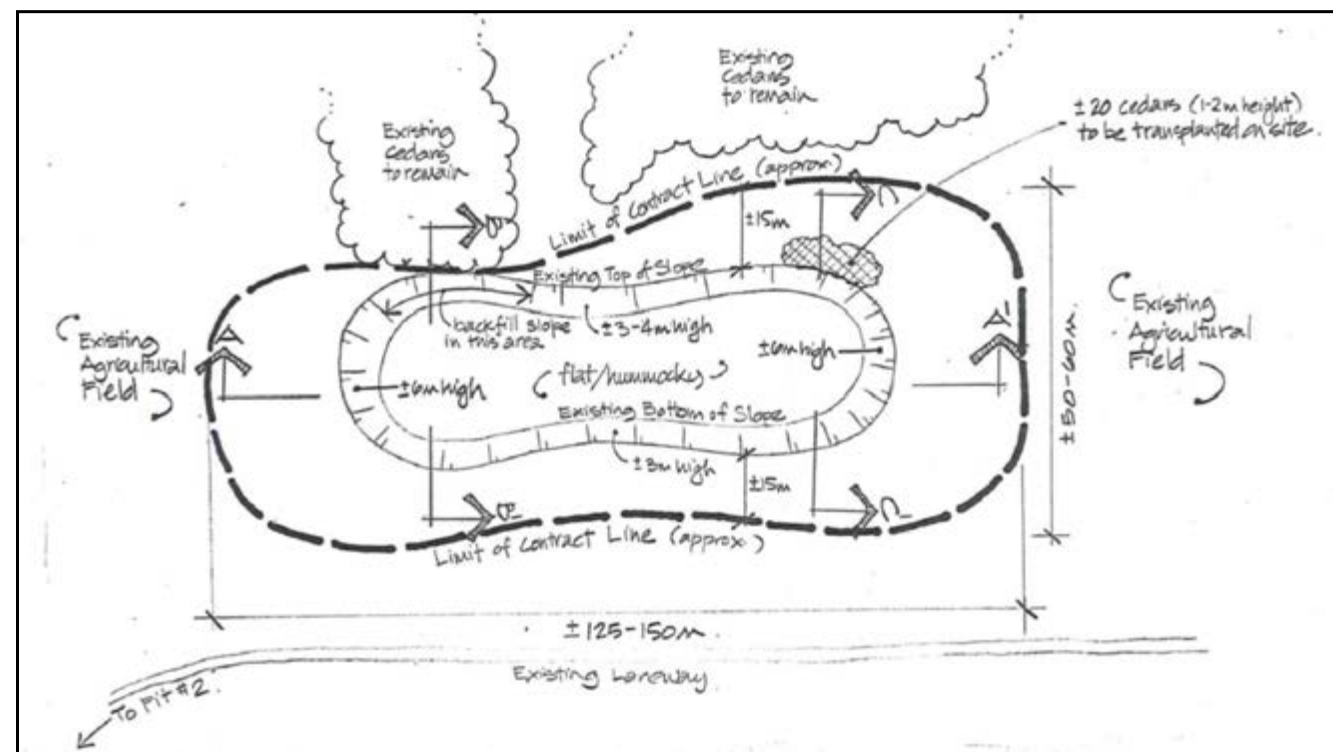 Existing
cedars
to remain
Existing
cedars
to remain
±20 cedars (1-2m height)
to be transplanted on site.
Limit of Contract Line (approx.)
±15m
B
C
Existing Top of Slope
backfill slope
in this area
±3-4m high
±6m high
Existing
Agricultural
Field
A
±6m high
flat/hummocky
A'
Existing
Agricultural
Field
±50-60m.
Existing Bottom of Slope
±3m high
±15m
B'
C'
Limit of Contract Line (approx.)
±125-150m.
Existing Laneway
To Pit #2.